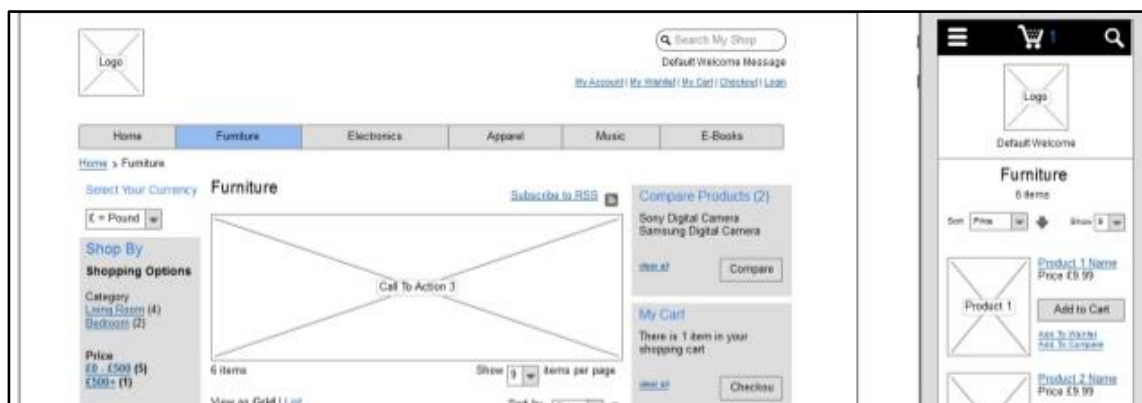 Logo
Search My Shop
Default Welcome Message
My Account | My Wishlist | My Cart | Checkout | Login
Home Furniture Electronics Apparel Music E-Books
Home > Furniture
Select Your Currency
£ = Pound
Shop By
Shopping Options
Category
Living Room (4)
Bedroom (2)
Price
£0 - £500 (5)
£500+ (1)
Furniture
Subscribe to RSS
Call To Action 3
6 items
Show 9 items per page
View as Grid | List
Sort by
Compare Products (2)
Sony Digital Camera
Samsung Digital Camera
clear all
Compare
My Cart
There is 1 item in your
shopping cart
clear all
Checkou
1
Logo
Default Welcome
Furniture
6 items
Sort Price Show 9
Product 1
Product 1 Name
Price £9.99
Add to Cart
Add To Wishlist
Add To Compare
Product 2 Name
Price £9.99